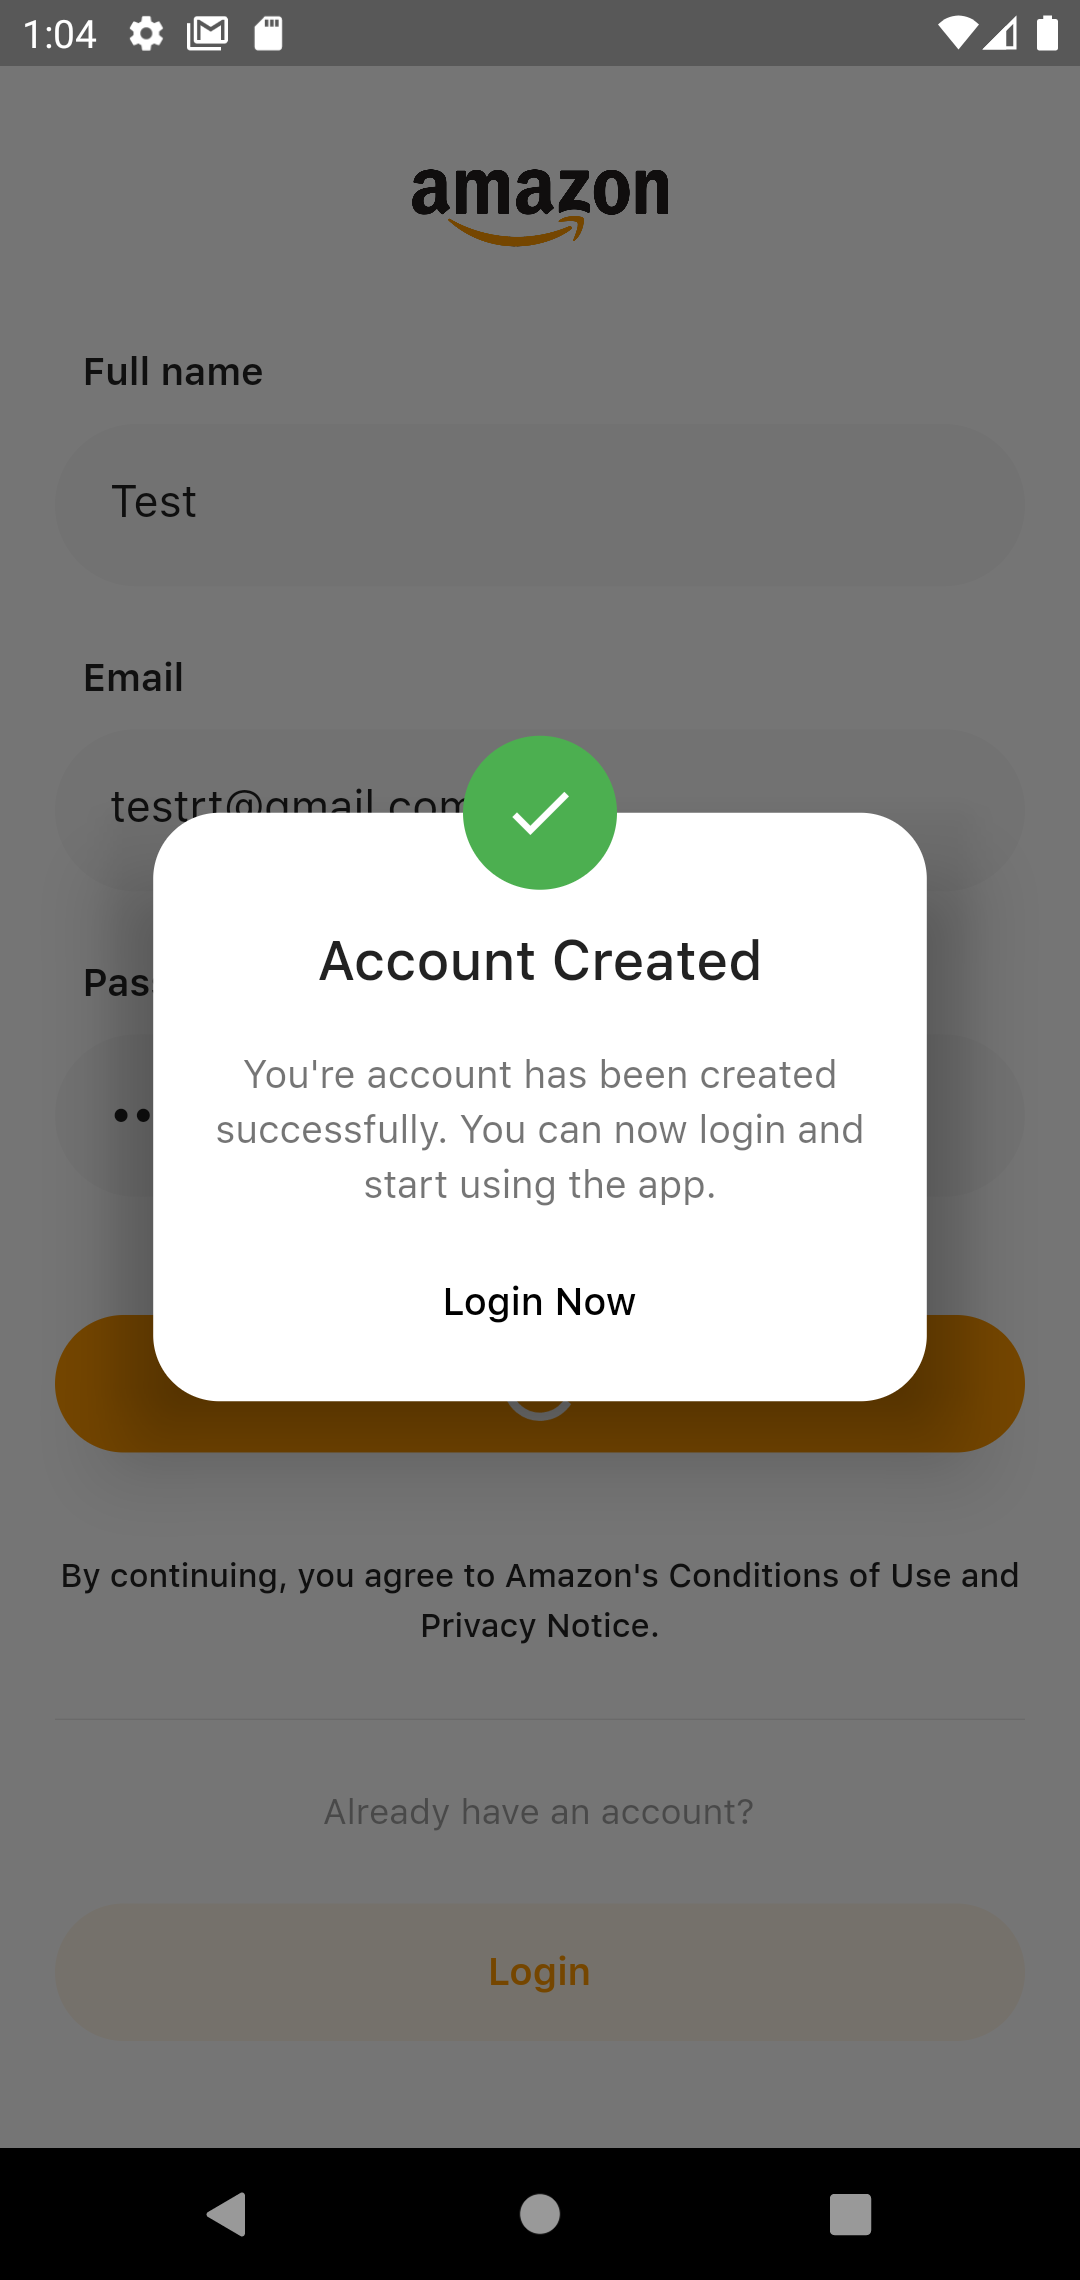 1:04
amazon
Full name
Test
Email
testrt@gmail.com
Account Created
You're account has been created
successfully. You can now login and
start using the app.
Login Now
By continuing, you agree to Amazon's Conditions of Use and
Privacy Notice.
Already have an account?
Login